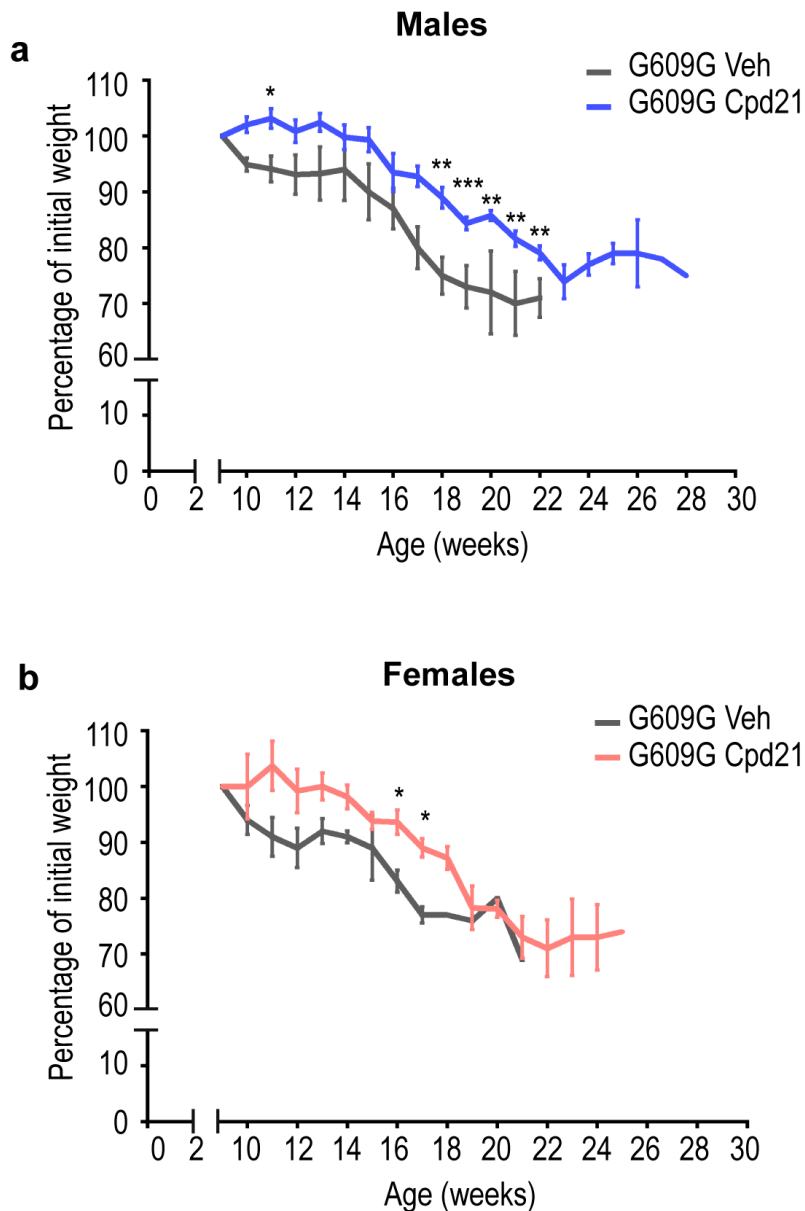 Males
a
G609G Veh
G609G Cpd21
Percentage of initial weight
110
100
90
80
70
60
10
0
*
**
***
**
**
**
0 2 10 12 14 16 18 20 22 24 26 28 30
Age (weeks)
b
Females
G609G Veh
G609G Cpd21
Percentage of initial weight
110
100
90
80
70
60
10
0
*
*
0 2 10 12 14 16 18 20 22 24 26 28 30
Age (weeks)